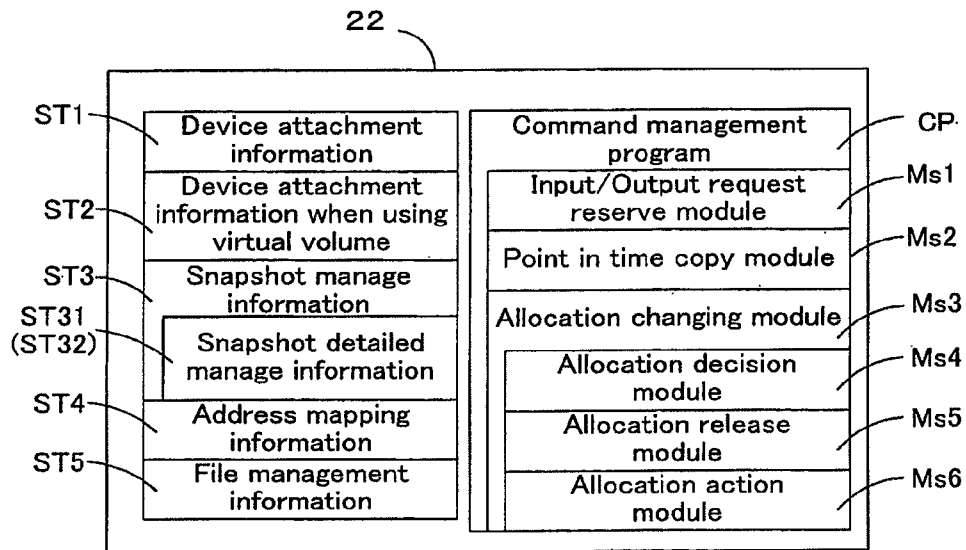 22
ST1
Device attachment
information
ST2
Device attachment
information when using
virtual volume
ST3
Snapshot manage
information
ST31
(ST32)
Snapshot detailed
manage information
ST4
Address mapping
information
ST5
File management
information
Command management
program
CP
Input/Output request
reserve module
Ms1
Point in time copy module
Ms2
Allocation changing module
Ms3
Allocation decision
module
Ms4
Allocation release
module
Ms5
Allocation action
module
Ms6